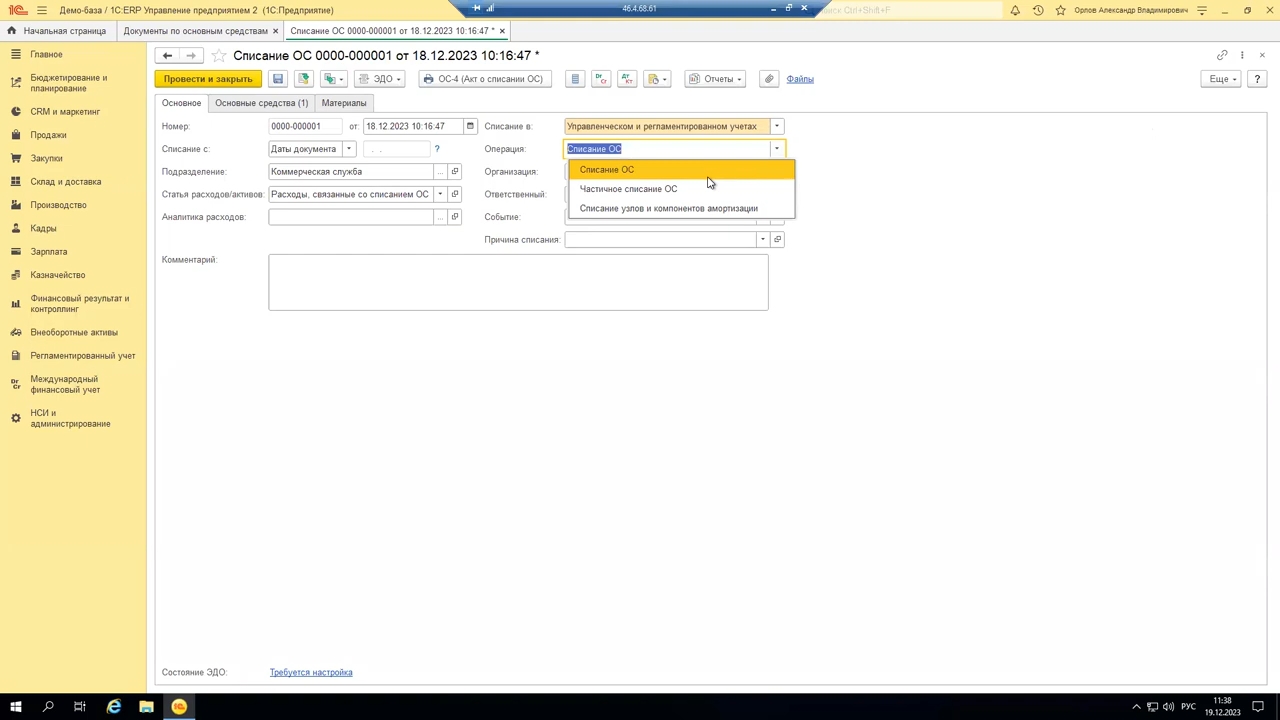 Демо-база / 1С:ERP Управление предприятием 2 (1С:Предприятие)
46.4.68.61
Ctrl+Shift+F
Орлов Александр Владимирович
Начальная страница
Документы по основным средствам ×
Списание ОС 0000-000001 от 18.12.2023 10:16:47 * ×
Главное
Бюджетирование и
планирование
CRM и маркетинг
Продажи
Закупки
Склад и доставка
Производство
Кадры
Зарплата
Казначейство
Финансовый результат и
контроллинг
Внеоборотные активы
Регламентированный учет
Международный
финансовый учет
НСИ и
администрирование
Списание ОС 0000-000001 от 18.12.2023 10:16:47 *
Провести и закрыть
ЭДО
ОС-4 (Акт о списании ОС)
Отчеты
Файлы
Еще
?
Основное
Основные средства (1)
Материалы
Номер: 0000-000001 от: 18.12.2023 10:16:47
Списание в: Управленческом и регламентированном учетах
Списание с: Даты документа . . ?
Операция: Списание ОС
Списание ОС
Частичное списание ОС
Списание узлов и компонентов амортизации
Подразделение: Коммерческая служба
Организация:
Статья расходов/активов: Расходы, связанные со списанием ОС
Ответственный:
Аналитика расходов:
Событие:
Причина списания:
Комментарий:
Состояние ЭДО: Требуется настройка
РУС
11:38
19.12.2023